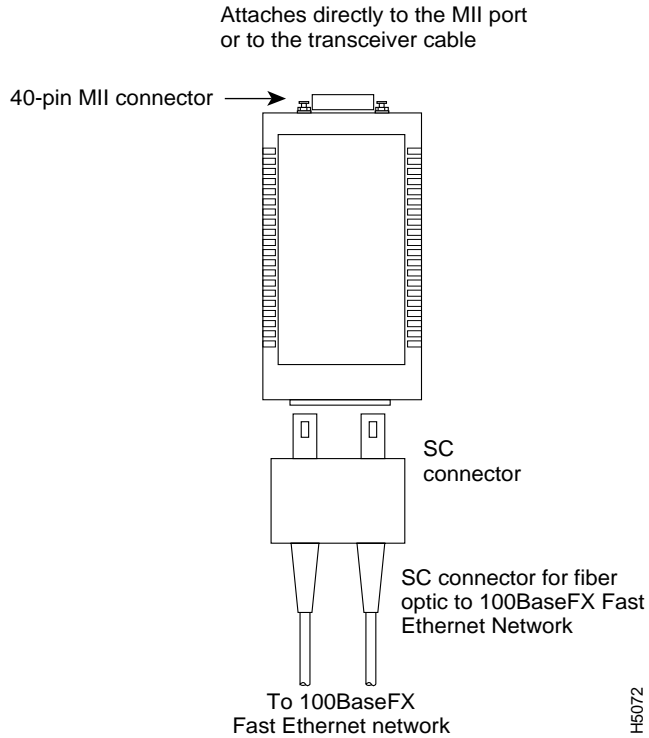 Attaches directly to the MII port
or to the transceiver cable
40-pin MII connector
SC
connector
SC connector for fiber
optic to 100BaseFX Fast
Ethernet Network
To 100BaseFX
Fast Ethernet network
H5072